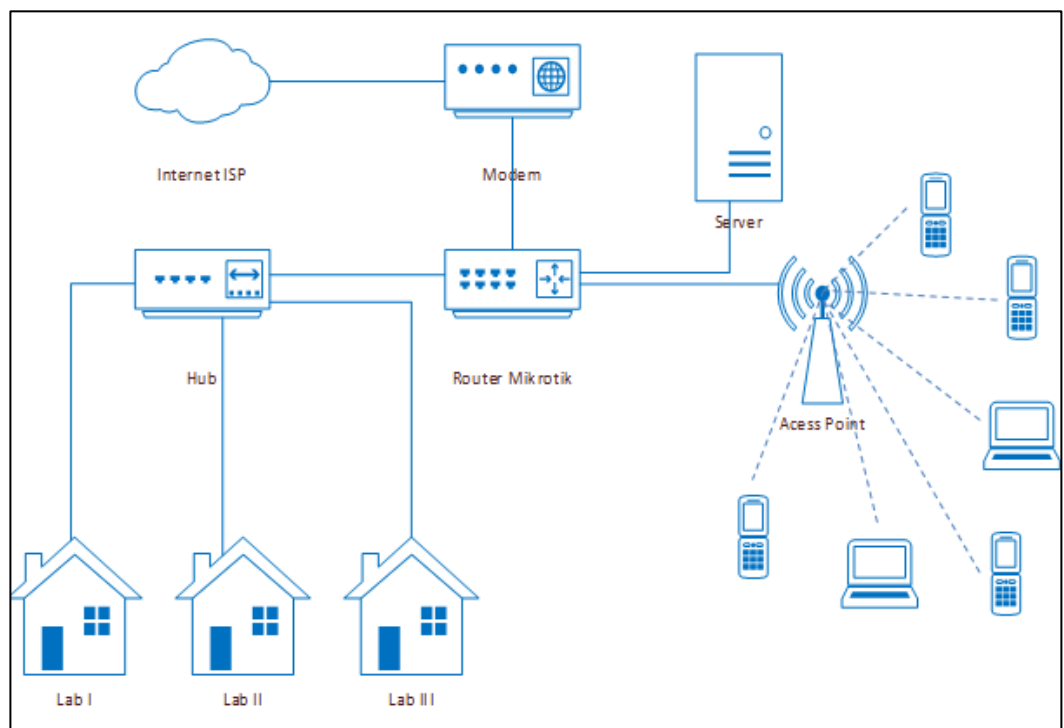 Internet ISP
Modem
Server
Hub
Router Mikrotik
Acess Point
Lab I
Lab II
Lab III